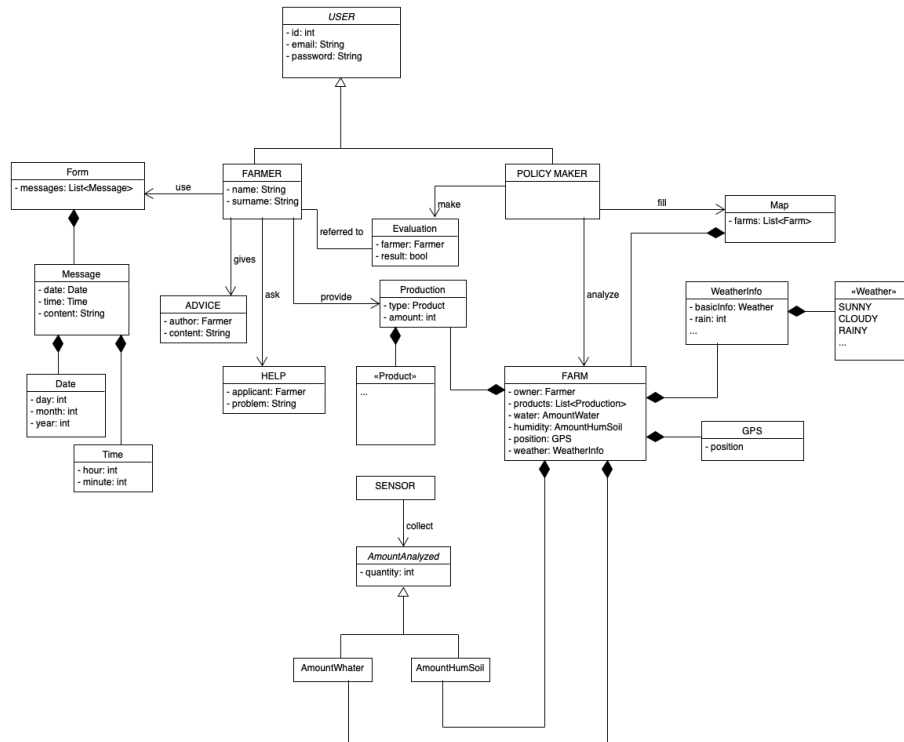 USER
- id: int
- email: String
- password: String
Form
- messages: List<Message>
use
FARMER
- name: String
- surname: String
POLICY MAKER
make
fill
Map
- farms: List<Farm>
referred to
Evaluation
- farmer: Farmer
- result: bool
gives
ask
provide
analyze
Message
- date: Date
- time: Time
- content: String
ADVICE
- author: Farmer
- content: String
Production
- type: Product
- amount: int
WeatherInfo
- basicInfo: Weather
- rain: int
...
«Weather»
SUNNY
CLOUDY
RAINY
...
Date
- day: int
- month: int
- year: int
HELP
- applicant: Farmer
- problem: String
«Product»
...
FARM
- owner: Farmer
- products: List<Production>
- water: AmountWater
- humidity: AmountHumSoil
- position: GPS
- weather: WeatherInfo
GPS
- position
Time
- hour: int
- minute: int
SENSOR
collect
AmountAnalyzed
- quantity: int
AmountWhater
AmountHumSoil